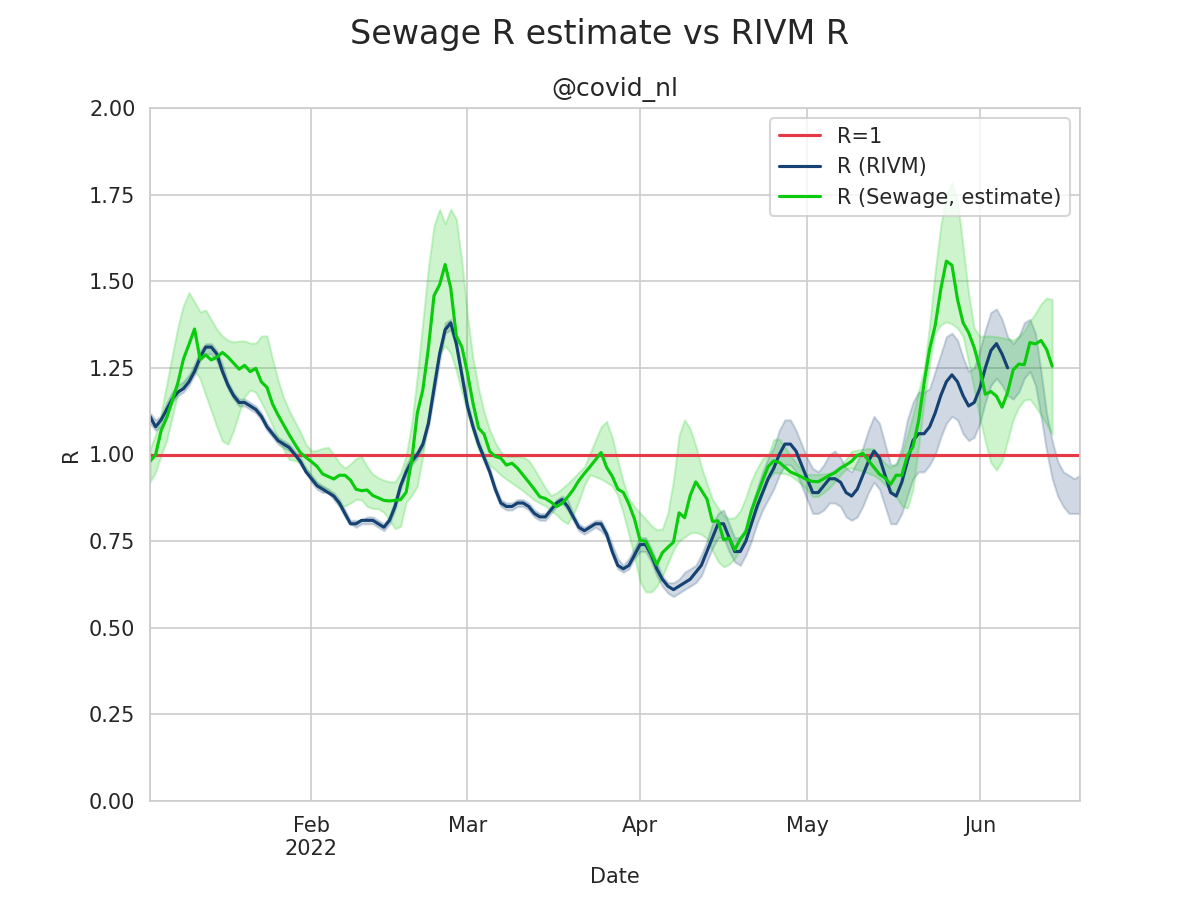 Sewage R estimate vs RIVM R
@covid_nl
2.00
1.75
1.50
1.25
1.00
0.75
0.50
0.25
0.00
R
R=1
R (RIVM)
R (Sewage, estimate)
Feb
2022
Mar
Apr
May
Jun
Date